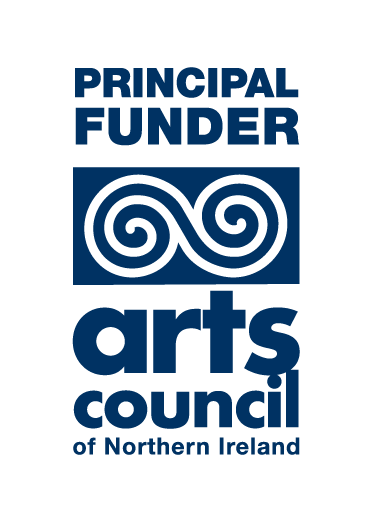 PRINCIPAL
FUNDER
arts
council
of Northern Ireland